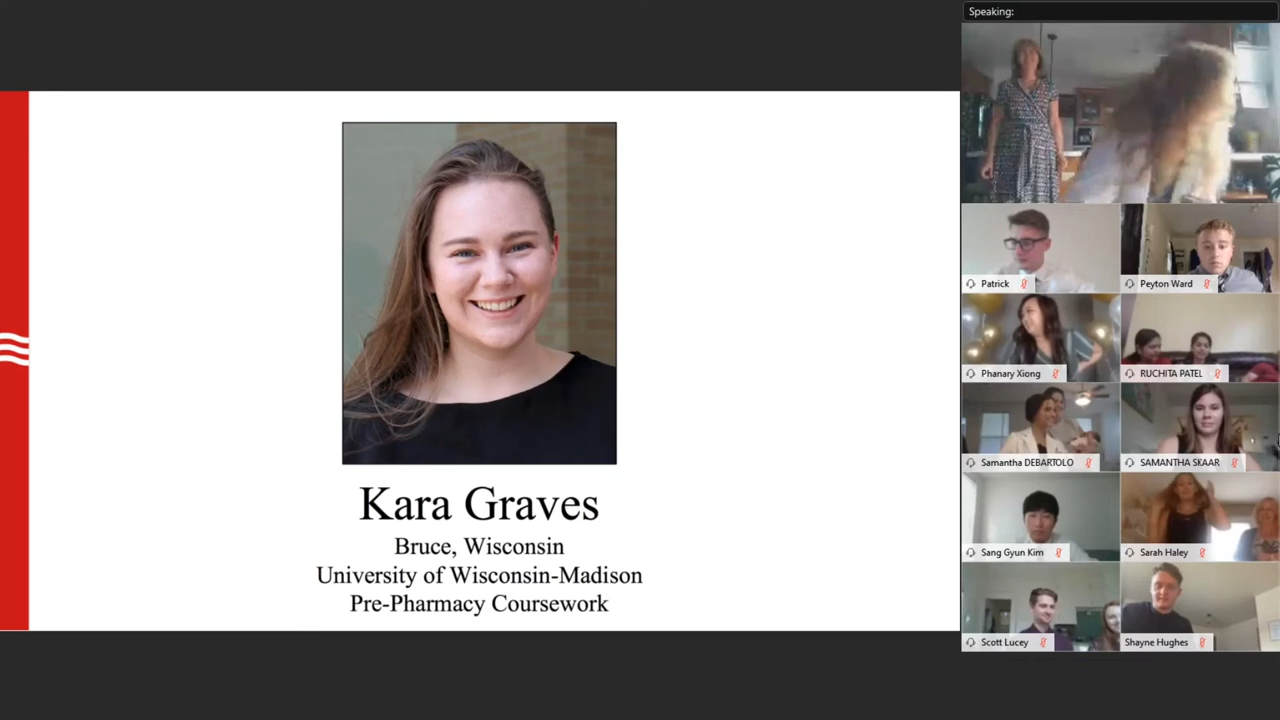 Speaking:
Kara Graves
Bruce, Wisconsin
University of Wisconsin-Madison
Pre-Pharmacy Coursework
Patrick
Peyton Ward
Phanary Xiong
RUCHITA PATEL
Samantha DEBARTOLO
SAMANTHA SKAAR
Sang Gyun Kim
Sarah Haley
Scott Lucey
Shayne Hughes